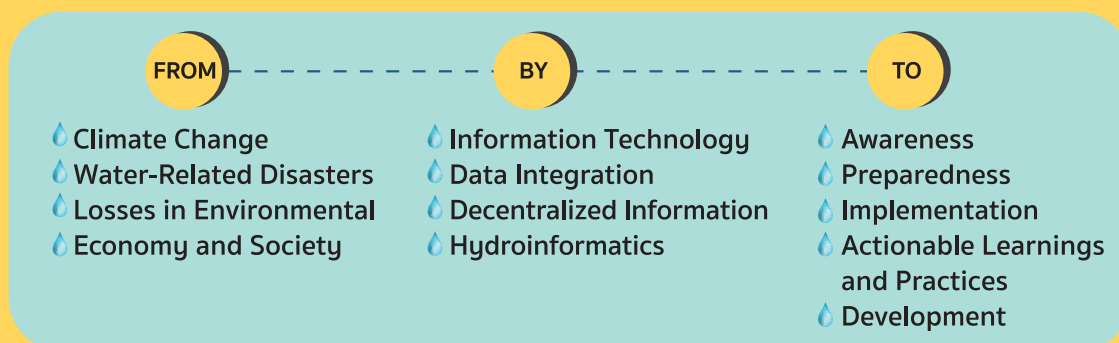 FROM
BY
TO
Climate Change
Water-Related Disasters
Losses in Environmental
Economy and Society
Information Technology
Data Integration
Decentralized Information
Hydroinformatics
Awareness
Preparedness
Implementation
Actionable Learnings
and Practices
Development